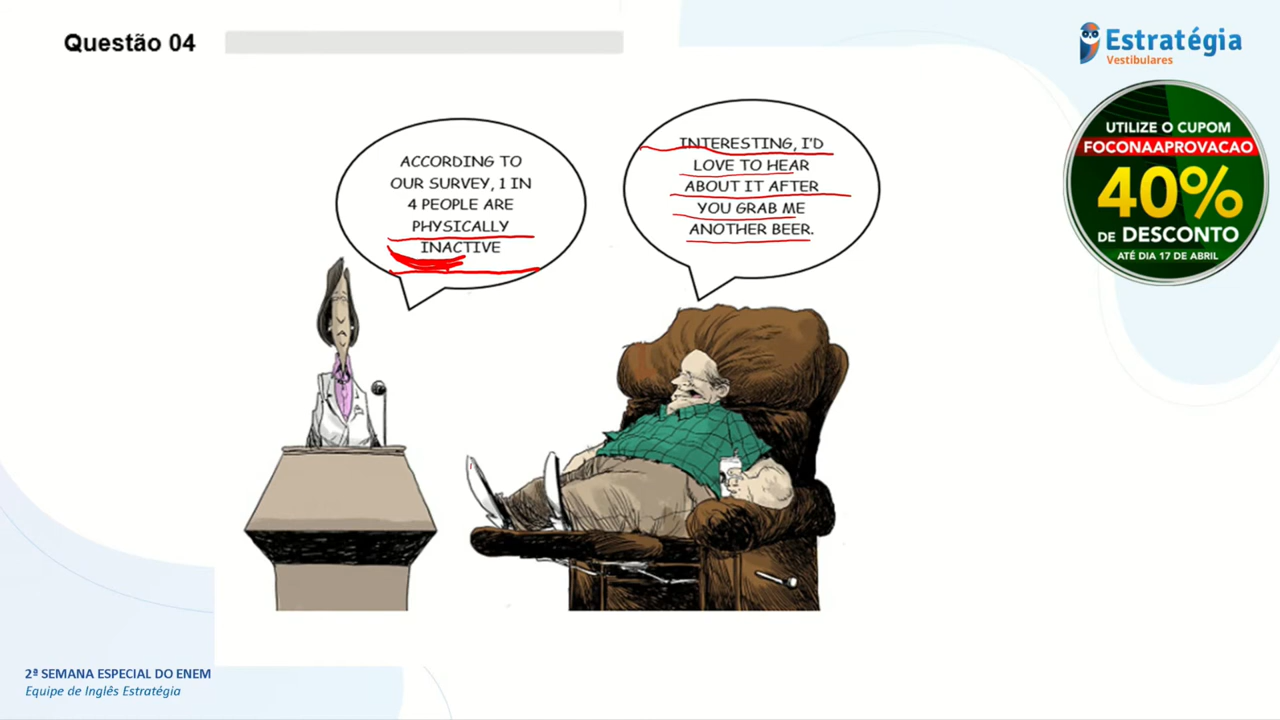 Questão 04
Estratégia
Vestibulares
UTILIZE O CUPOM
FOCONAAPROVACAO
40%
DE DESCONTO
ATÉ DIA 17 DE ABRIL
ACCORDING TO
OUR SURVEY, 1 IN
4 PEOPLE ARE
PHYSICALLY
INACTIVE
INTERESTING, I'D
LOVE TO HEAR
ABOUT IT AFTER
YOU GRAB ME
ANOTHER BEER.
2ª SEMANA ESPECIAL DO ENEM
Equipe de Inglês Estratégia